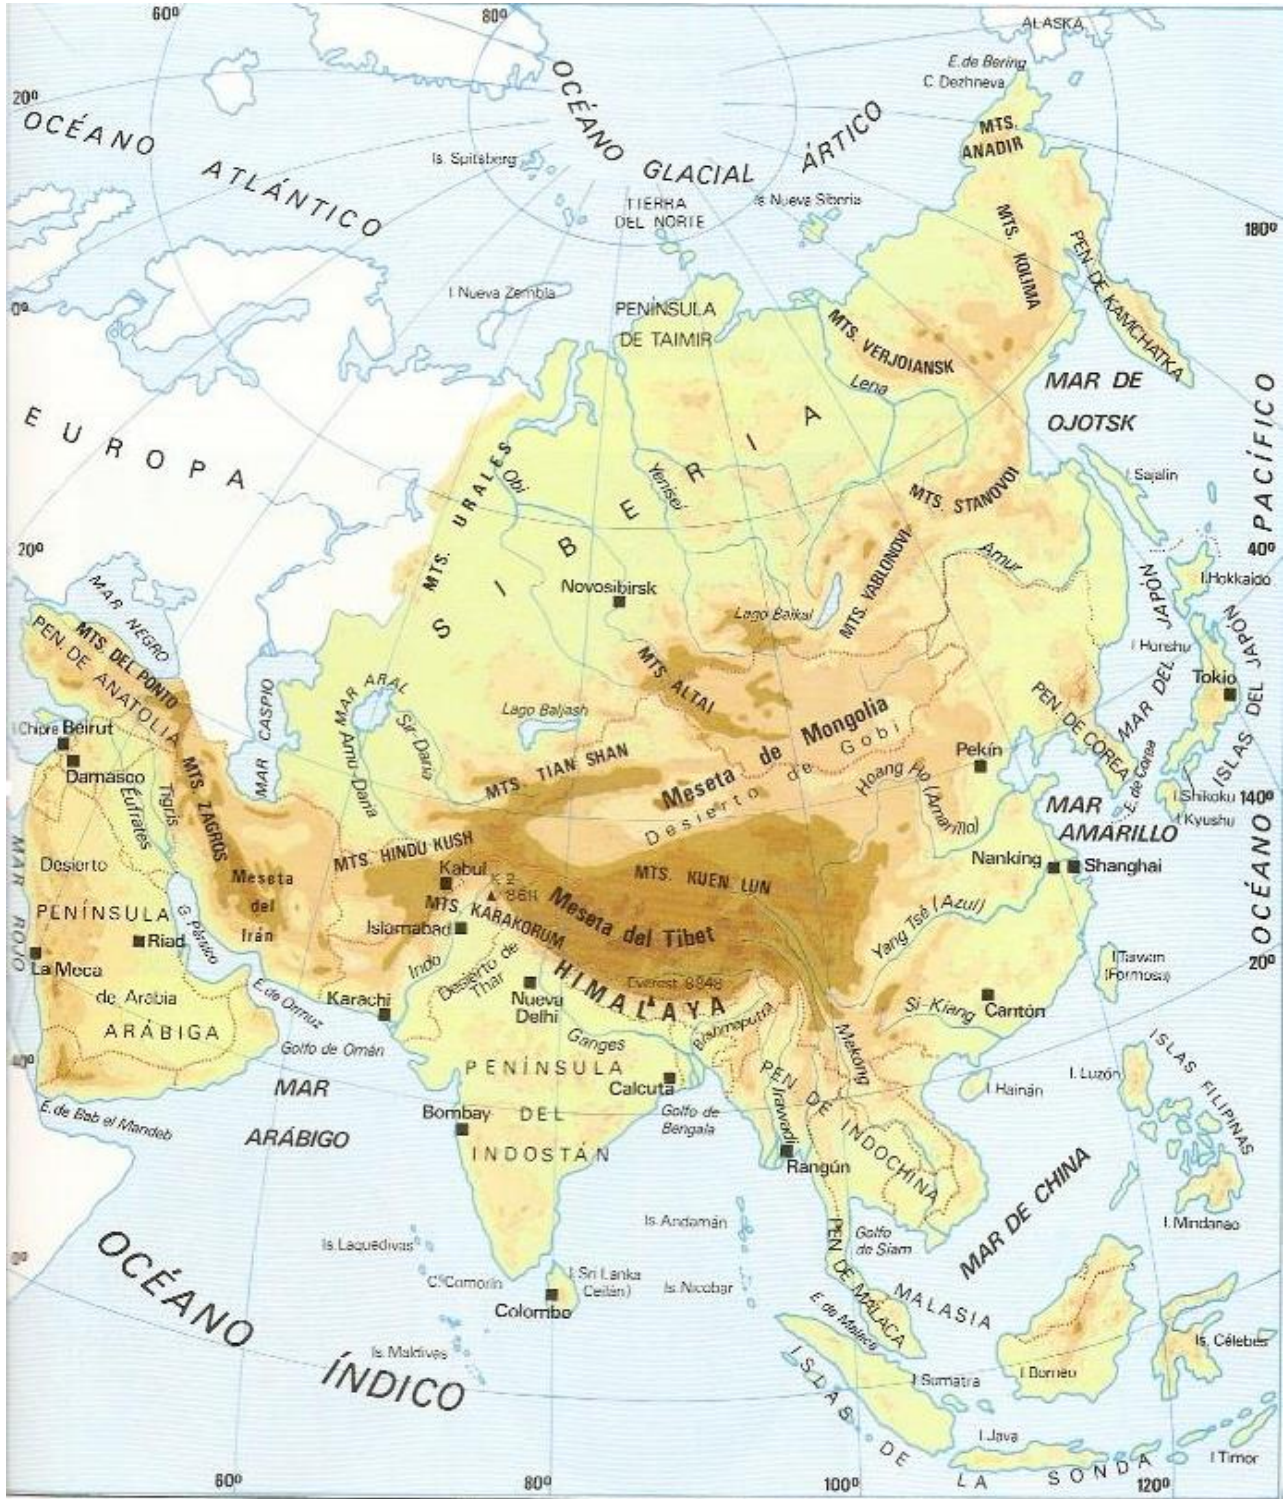 60º
80º
ALASKA
E. de Bering
C. Dezhneva
20º
OCÉANO
ATLÁNTICO
OCÉANO
GLACIAL
ÁRTICO
MTS.
ANADIR
Is. Spitsberg
TIERRA
DEL NORTE
Is. Nueva Siberia
MTS. KOLIMA
PEN. DE KAMCHATKA
180º
I. Nueva Zembla
0º
PENÍNSULA
DE TAIMIR
MTS. VERJOIANSK
Lena
MAR DE
OJOTSK
EUROPA
OCÉANO PACÍFICO
MTS. URALES
Obi
Yenisei
SIBERIA
MTS. STANOVOI
I. Sajalin
20º
40º
MAR NEGRO
Novosibirsk
Lago Baikal
MTS. YABLONOVI
Amur
I. Hokkaido
MAR DEL JAPÓN
I. Honshu
ISLAS DEL JAPÓN
Tokio
MTS. DEL PONTO
PEN. DE ANATOLIA
MAR CASPIO
MAR ARAL
Sir-Daria
Amu-Daria
Lago Baljash
MTS ALTAI
Meseta de Mongolia
Desierto de Gobi
PEN. DE COREA
E. de Corea
I. Chipre
Beirut
Damasco
Éufrates
Tigris
MTS. ZAGROS
MTS. TIAN SHAN
Hoang Ho (Amarillo)
Pekín
MAR
AMARILLO
I. Shikoku
140º
I. Kyushu
MAR ROJO
Desierto
MTS. HINDU KUSH
Kabul
K 2
8611
MTS. KUEN LUN
Nanking
Shanghai
Meseta
del
Irán
PENÍNSULA
G. Pérsico
MTS. KARAKORUM
Meseta del Tibet
Yang Tsé (Azul)
Islamabad
Riad
La Meca
Indo
Desierto de
Thar
HIMALAYA
Everest 8848
I. Taiwan
(Formosa)
20º
de Arabia
E. de Ormuz
Karachi
Nueva
Delhi
Brahmaputra
Si-Kiang
Cantón
ARÁBIGA
Golfo de Omán
Ganges
Mekong
ISLAS FILIPINAS
40º
MAR
ARÁBIGO
PENÍNSULA
DEL
INDOSTÁN
Calcuta
PEN DE INDOCHINA
I. Hainán
I. Luzón
E. de Bab el Mandeb
Bombay
Golfo de
Bengala
Irawadi
Rangún
MAR DE CHINA
Is. Andamán
Golfo
de Siam
I. Mindanao
0º
OCÉANO
ÍNDICO
Is. Laquedivas
C. Comorin
I. Sri Lanka
Ceilán)
Colombo
Is. Nicobar
PEN DE MALACA
MALASIA
E. de Malaca
Is. Maldivas
Is. Célebes
I. Sumatra
I. Borneo
ISLAS DE LA SONDA
I. Java
I. Timor
60º
80º
100º
120º